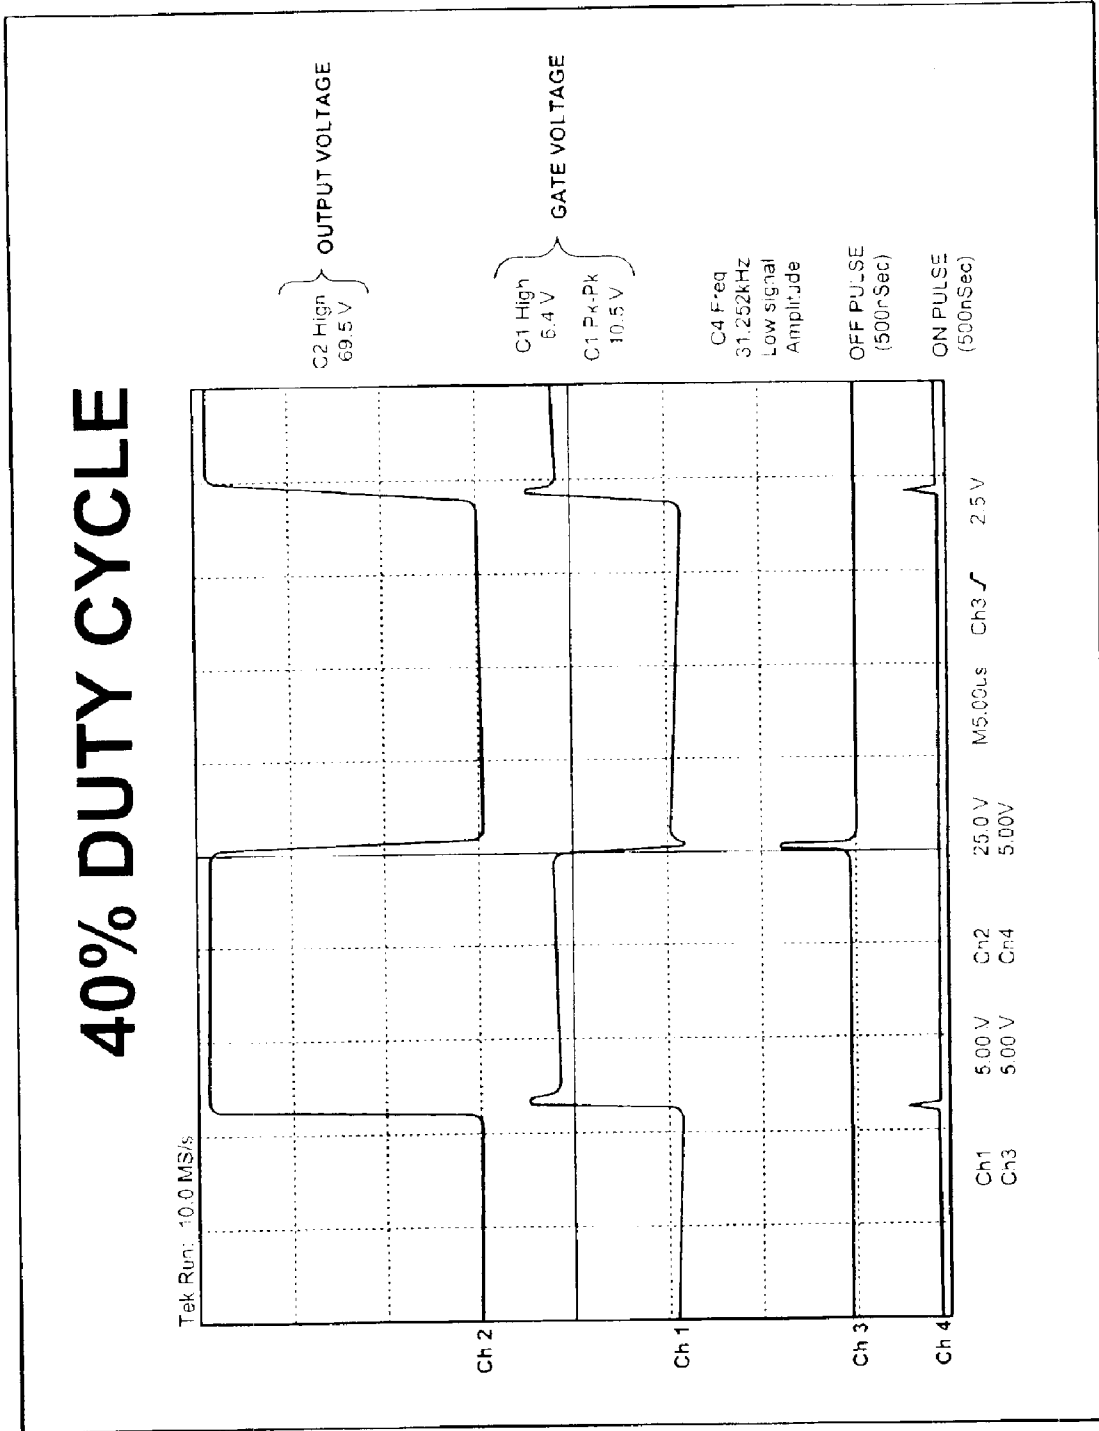 40% DUTY CYCLE
Tek Run: 10.0 MS/s
C2 High
69.5 V
OUTPUT VOLTAGE
C1 High
6.4 V
C1 Pk-Pk
10.5 V
GATE VOLTAGE
C4 Freq
31.252kHz
Low signal
Amplitude
OFF PULSE
(500nSec)
ON PULSE
(500nSec)
Ch 2
Ch 1
Ch 3
Ch 4
Ch1 5.00 V Ch2 25.0 V M5.00us Ch3 2.5 V
Ch3 5.00 V Ch4 5.00V